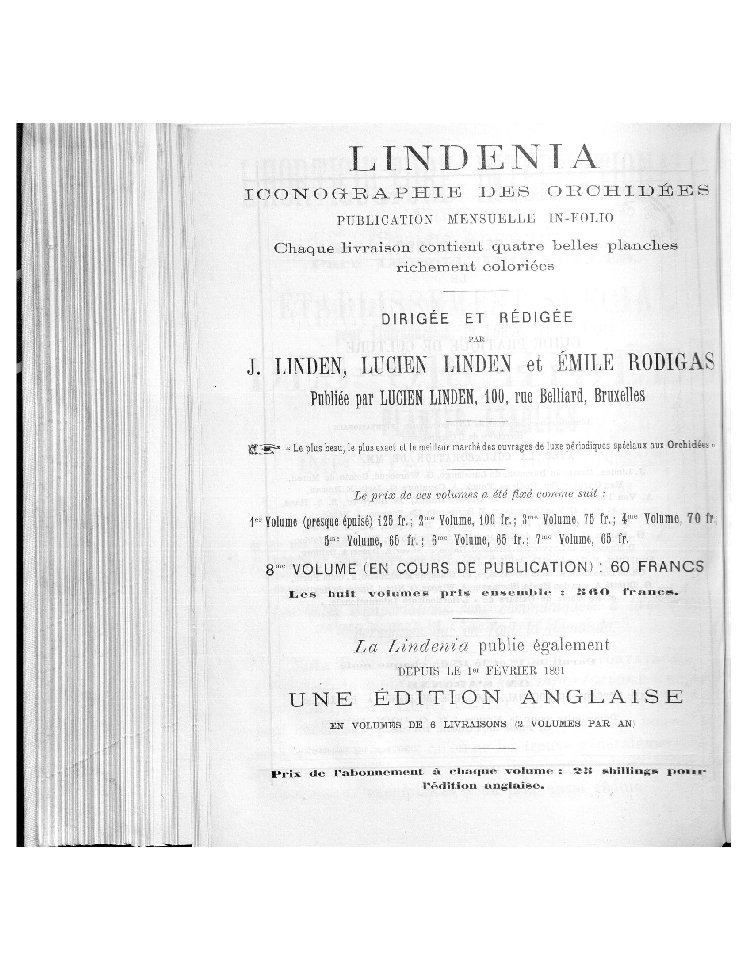 LINDENIA
ICONOGRAPHIE DES ORCHIDÉES
PUBLICATION MENSUELLE IN-FOLIO
Chaque livraison contient quatre belles planches
richement coloriées
DIRIGÉE ET RÉDIGÉE
PAR
J. LINDEN, LUCIEN LINDEN et ÉMILE RODIGAS
Publiée par LUCIEN LINDEN, 100, rue Belliard, Bruxelles
« Le plus beau, le plus exact et le meilleur marché des ouvrages de luxe périodiques spéciaux aux Orchidées »
Le prix de ces volumes a été fixé comme suit :
1er Volume (presque épuisé) 125 fr.; 2me Volume, 100 fr.; 3me Volume, 75 fr.; 4me Volume, 70 fr.
5me Volume, 65 fr.; 6me Volume, 65 fr.; 7me Volume, 65 fr.
8me VOLUME (EN COURS DE PUBLICATION) : 60 FRANCS
Les huit volumes pris ensemble : 560 francs.
La Lindenia publie également
DEPUIS LE 1er FÉVRIER 1891
UNE ÉDITION ANGLAISE
EN VOLUMES DE 6 LIVRAISONS (2 VOLUMES PAR AN)
Prix de l'abonnement à chaque volume : 25 shillings pour
l'édition anglaise.